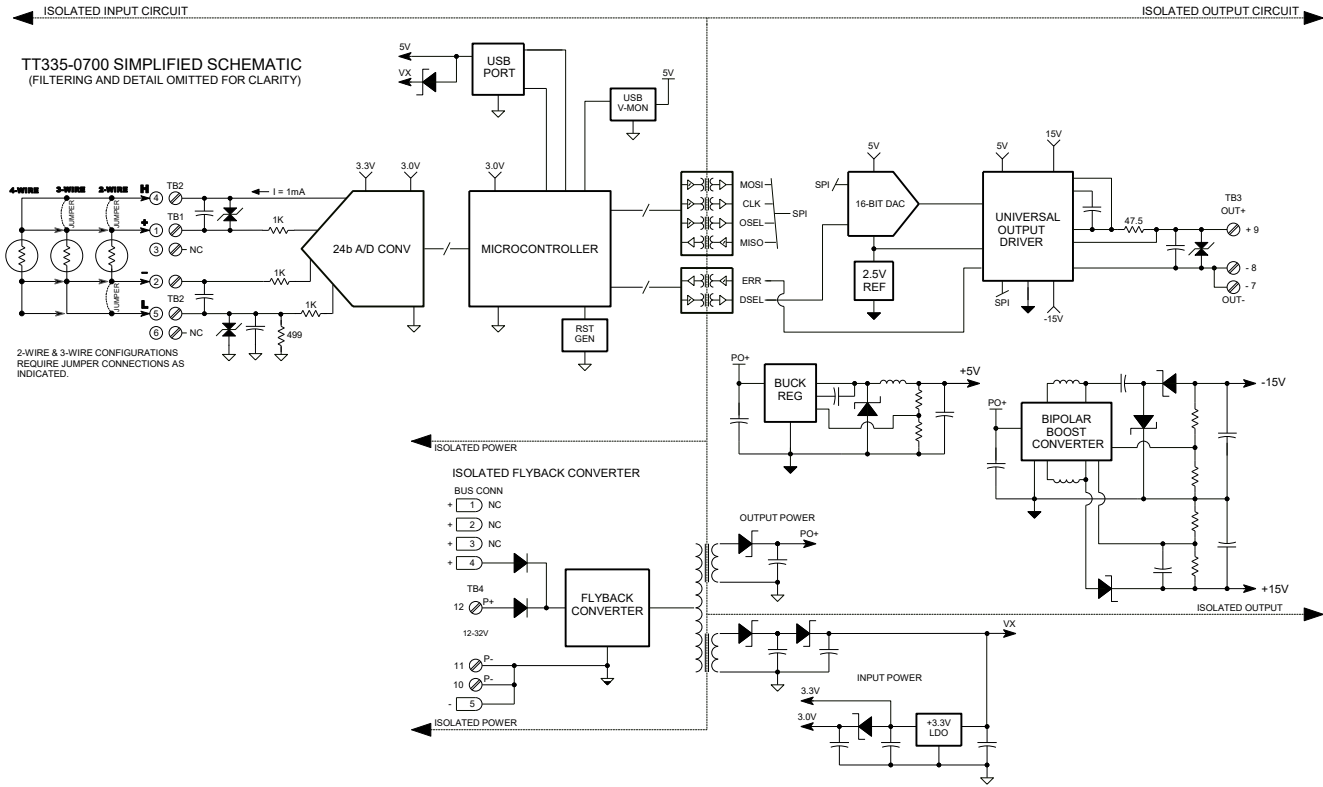 ISOLATED INPUT CIRCUIT
ISOLATED OUTPUT CIRCUIT
TT335-0700 SIMPLIFIED SCHEMATIC
(FILTERING AND DETAIL OMITTED FOR CLARITY)
5V
VX
USB
PORT
USB
V-MON
5V
4-WIRE
3-WIRE
2-WIRE
H
4
TB2
JUMPER
JUMPER
+
1
TB1
3
NC
-
2
JUMPER
L
TB2
5
6
NC
I = 1mA
1K
1K
1K
499
2-WIRE & 3-WIRE CONFIGURATIONS
REQUIRE JUMPER CONNECTIONS AS
INDICATED.
3.3V
3.0V
24b A/D CONV
3.0V
MICROCONTROLLER
RST
GEN
MOSI
CLK
OSEL
MISO
SPI
ERR
DSEL
5V
SPI
16-BIT DAC
2.5V
REF
5V
15V
UNIVERSAL
OUTPUT
DRIVER
SPI
-15V
47.5
TB3
OUT+
+ 9
- 8
- 7
OUT-
PO+
BUCK
REG
+5V
PO+
BIPOLAR
BOOST
CONVERTER
-15V
+15V
ISOLATED POWER
ISOLATED FLYBACK CONVERTER
BUS CONN
+ 1 NC
+ 2 NC
+ 3 NC
+ 4
TB4
12 P+
12-32V
11 P-
10 P-
- 5
FLYBACK
CONVERTER
OUTPUT POWER
PO+
ISOLATED OUTPUT
VX
INPUT POWER
3.3V
3.0V
+3.3V
LDO
ISOLATED POWER